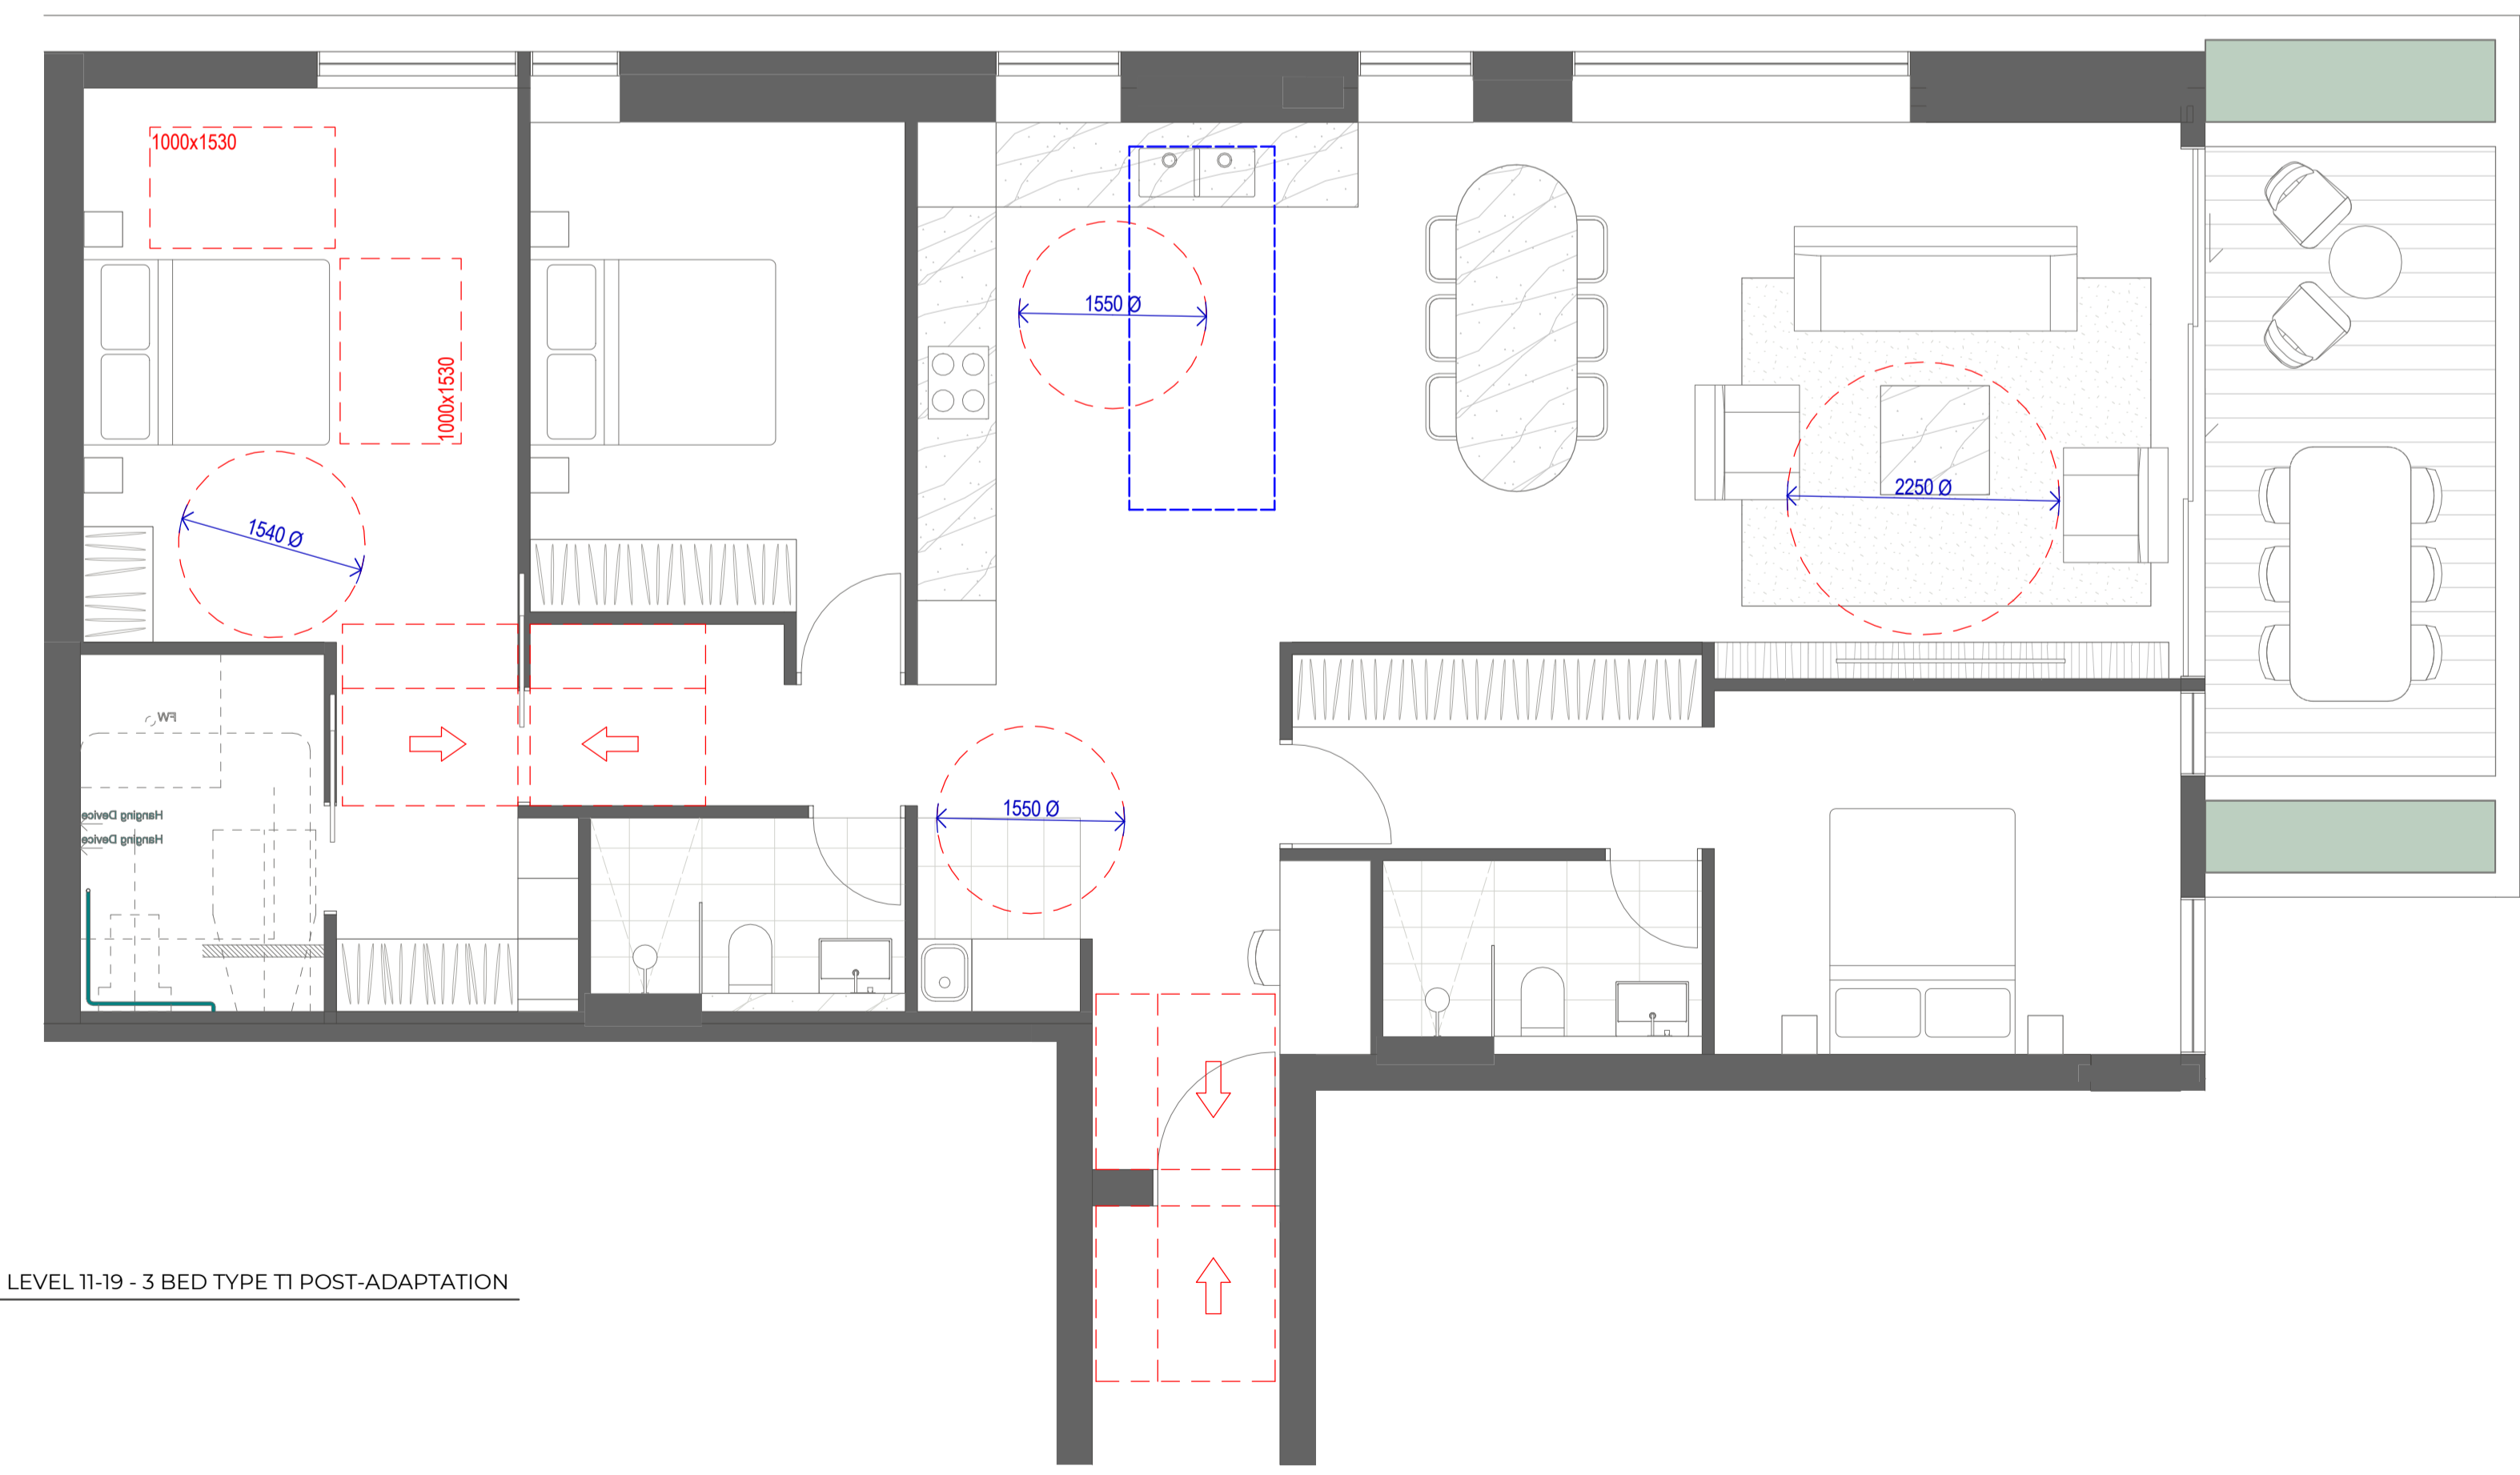 1000x1530
1000x1530
1550 Ø
2250 Ø
1540 Ø
FW
Hanging Device
Hanging Device
1550 Ø
LEVEL 11-19 - 3 BED TYPE T1 POST-ADAPTATION